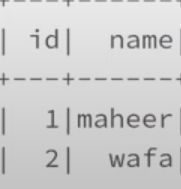 +---+------+
| id|  name|
+---+------+
|  1|maheer|
|  2|  wafa|